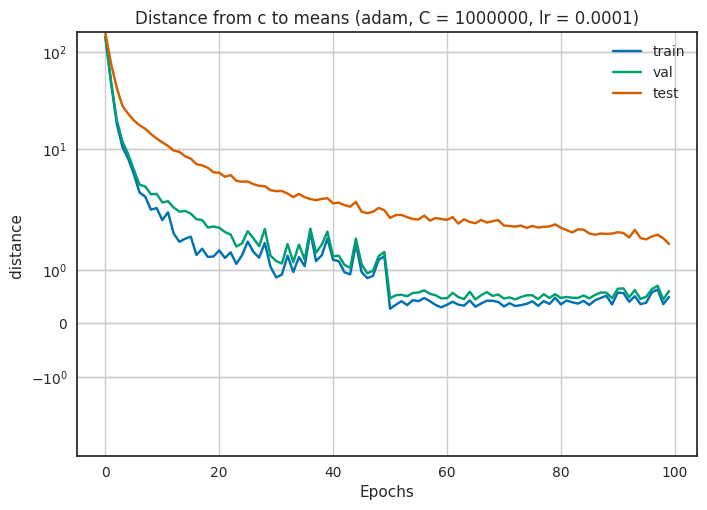 Distance from c to means (adam, C = 1000000, lr = 0.0001)
train
val
test
10²
10¹
10⁰
0
−10⁰
distance
0
20
40
60
80
100
Epochs